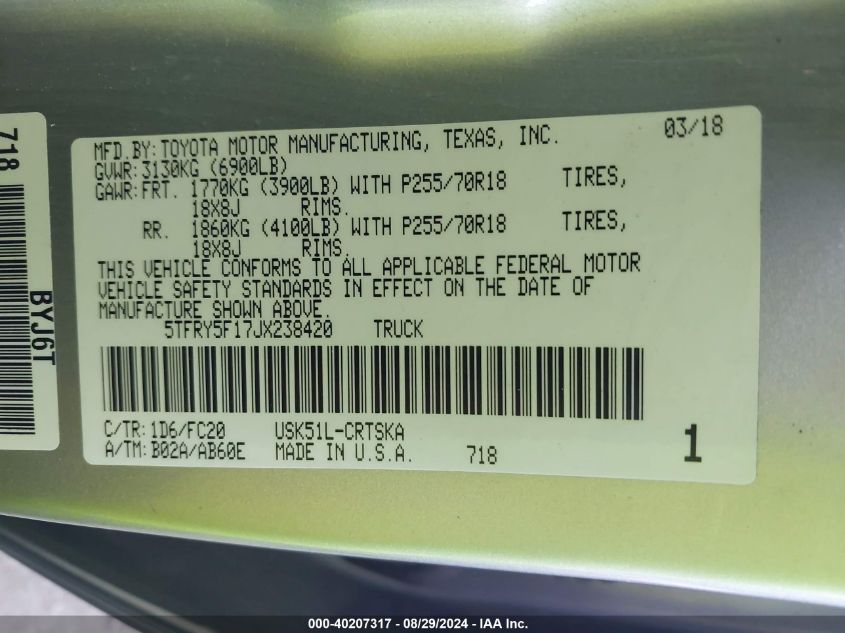 MFD.BY: TOYOTA MOTOR MANUFACTURING, TEXAS, INC. 03/18
GVWR: 3130KG (6900LB)
GAWR: FRT. 1770KG (3900LB) WITH P255/70R18 TIRES,
18X8J RIMS.
RR. 1860KG (4100LB) WITH P255/70R18 TIRES,
18X8J RIMS.
THIS VEHICLE CONFORMS TO ALL APPLICABLE FEDERAL MOTOR
VEHICLE SAFETY STANDARDS IN EFFECT ON THE DATE OF
MANUFACTURE SHOWN ABOVE.
5TFRY5F17JX238420 TRUCK
C/TR: 1D6/FC20 USK51L-CRTSKA
A/TM: B02A/AB60E MADE IN U.S.A. 718 1
718
BYJ6T
000-40207317 - 08/29/2024 - IAA Inc.